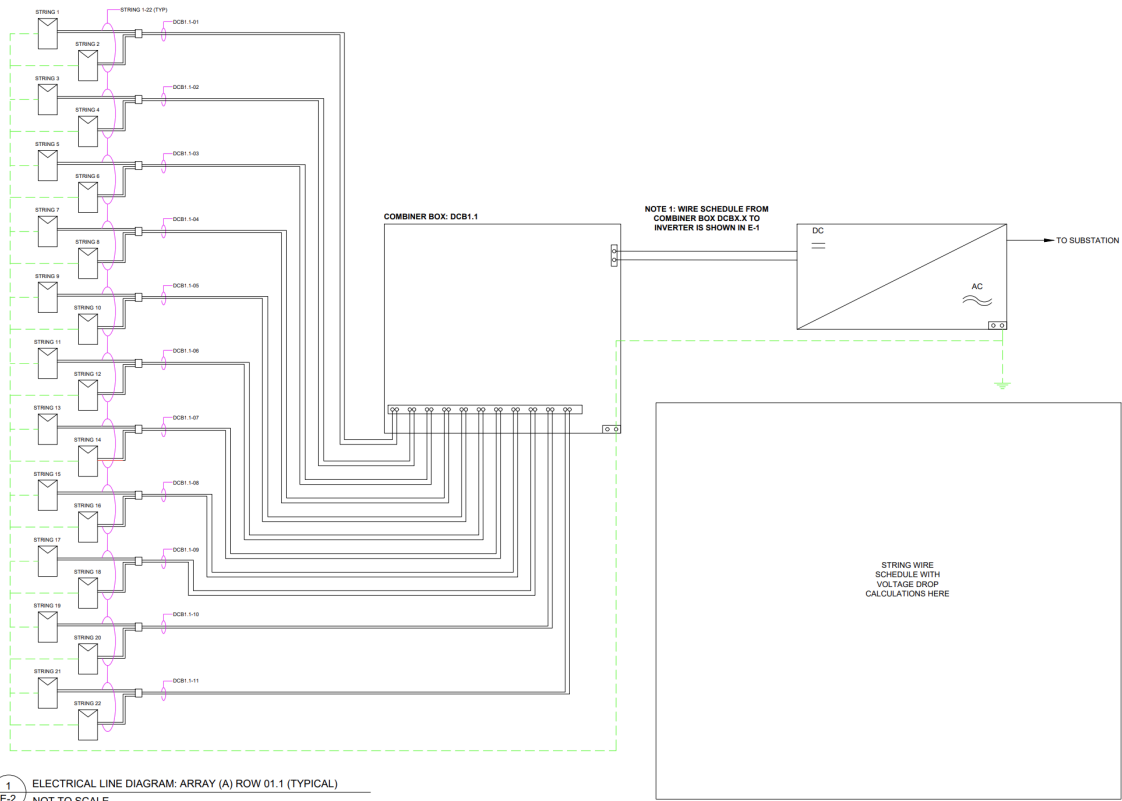 STRING 1
STRING 1-22 (TYP)
DCB1.1-01
STRING 2
STRING 3
DCB1.1-02
STRING 4
STRING 5
DCB1.1-03
STRING 6
STRING 7
DCB1.1-04
STRING 8
STRING 9
DCB1.1-05
STRING 10
STRING 11
DCB1.1-06
STRING 12
STRING 13
DCB1.1-07
STRING 14
STRING 15
DCB1.1-08
STRING 16
STRING 17
DCB1.1-09
STRING 18
STRING 19
DCB1.1-10
STRING 20
STRING 21
DCB1.1-11
STRING 22
COMBINER BOX: DCB1.1
NOTE 1: WIRE SCHEDULE FROM
COMBINER BOX DCBX.X TO
INVERTER IS SHOWN IN E-1
DC
AC
TO SUBSTATION
STRING WIRE
SCHEDULE WITH
VOLTAGE DROP
CALCULATIONS HERE
1
E-2
ELECTRICAL LINE DIAGRAM: ARRAY (A) ROW 01.1 (TYPICAL)
NOT TO SCALE